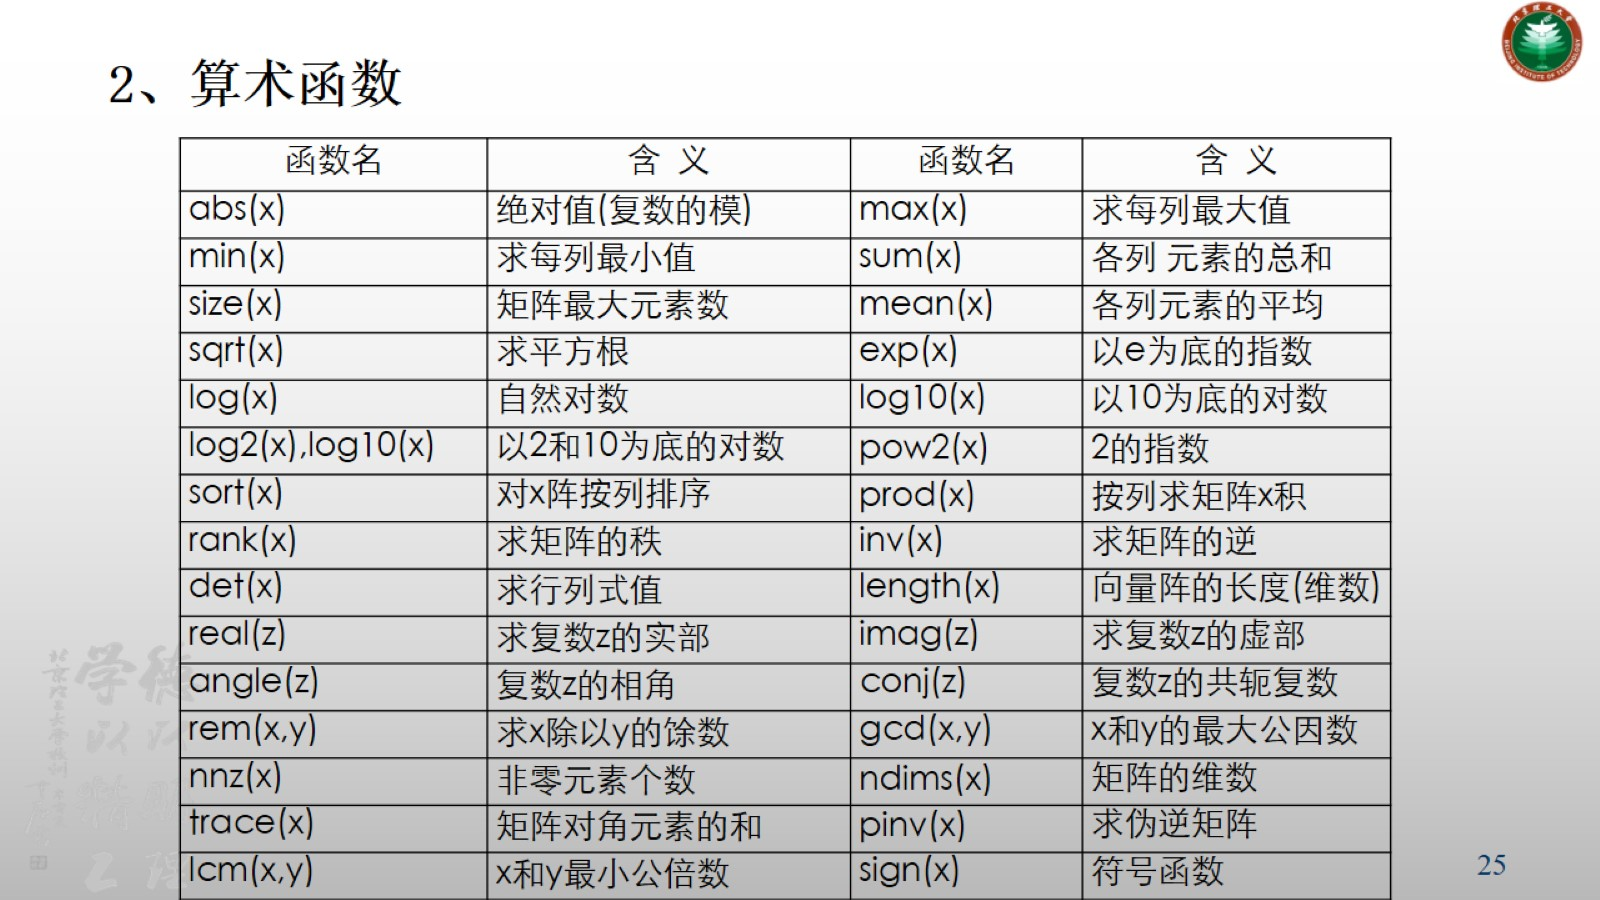 2、算术函数
函数名 含 义 函数名 含 义
abs(x) 绝对值(复数的模) max(x) 求每列最大值
min(x) 求每列最小值 sum(x) 各列 元素的总和
size(x) 矩阵最大元素数 mean(x) 各列元素的平均
sqrt(x) 求平方根 exp(x) 以e为底的指数
log(x) 自然对数 log10(x) 以10为底的对数
log2(x),log10(x) 以2和10为底的对数 pow2(x) 2的指数
sort(x) 对x阵按列排序 prod(x) 按列求矩阵x积
rank(x) 求矩阵的秩 inv(x) 求矩阵的逆
det(x) 求行列式值 length(x) 向量阵的长度(维数)
real(z) 求复数z的实部 imag(z) 求复数z的虚部
angle(z) 复数z的相角 conj(z) 复数z的共轭复数
rem(x,y) 求x除以y的馀数 gcd(x,y) x和y的最大公因数
nnz(x) 非零元素个数 ndims(x) 矩阵的维数
trace(x) 矩阵对角元素的和 pinv(x) 求伪逆矩阵
lcm(x,y) x和y最小公倍数 sign(x) 符号函数
25